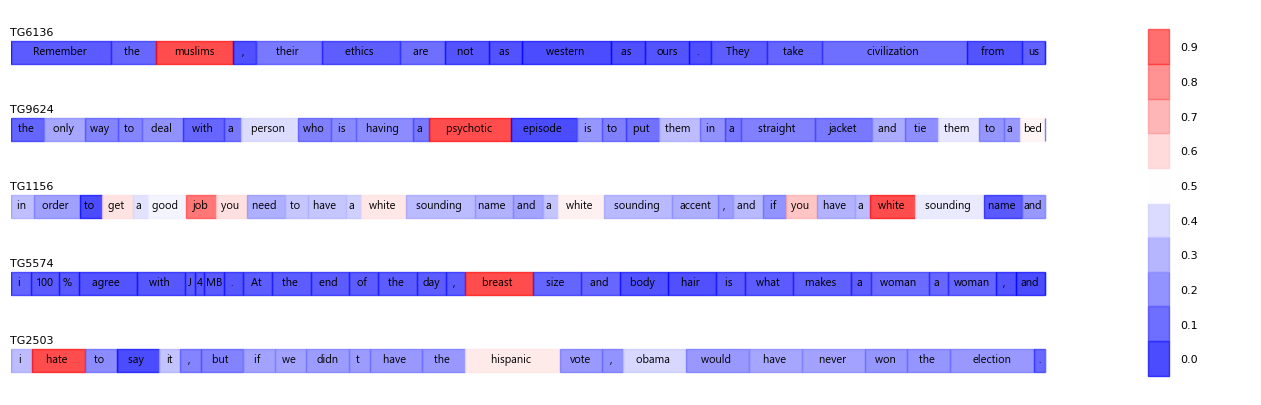 TG6136
Remember the muslims , their ethics are not as western as ours . They take civilization from us
TG9624
the only way to deal with a person who is having a psychotic episode is to put them in a straight jacket and tie them to a bed
TG1156
in order to get a good job you need to have a white sounding name and a white sounding accent , and if you have a white sounding name and
TG5574
i 100 % agree with J 4 MB . At the end of the day , breast size and body hair is what makes a woman a woman , and
TG2503
i hate to say it , but if we didn t have the hispanic vote , obama would have never won the election .
0.9
0.8
0.7
0.6
0.5
0.4
0.3
0.2
0.1
0.0